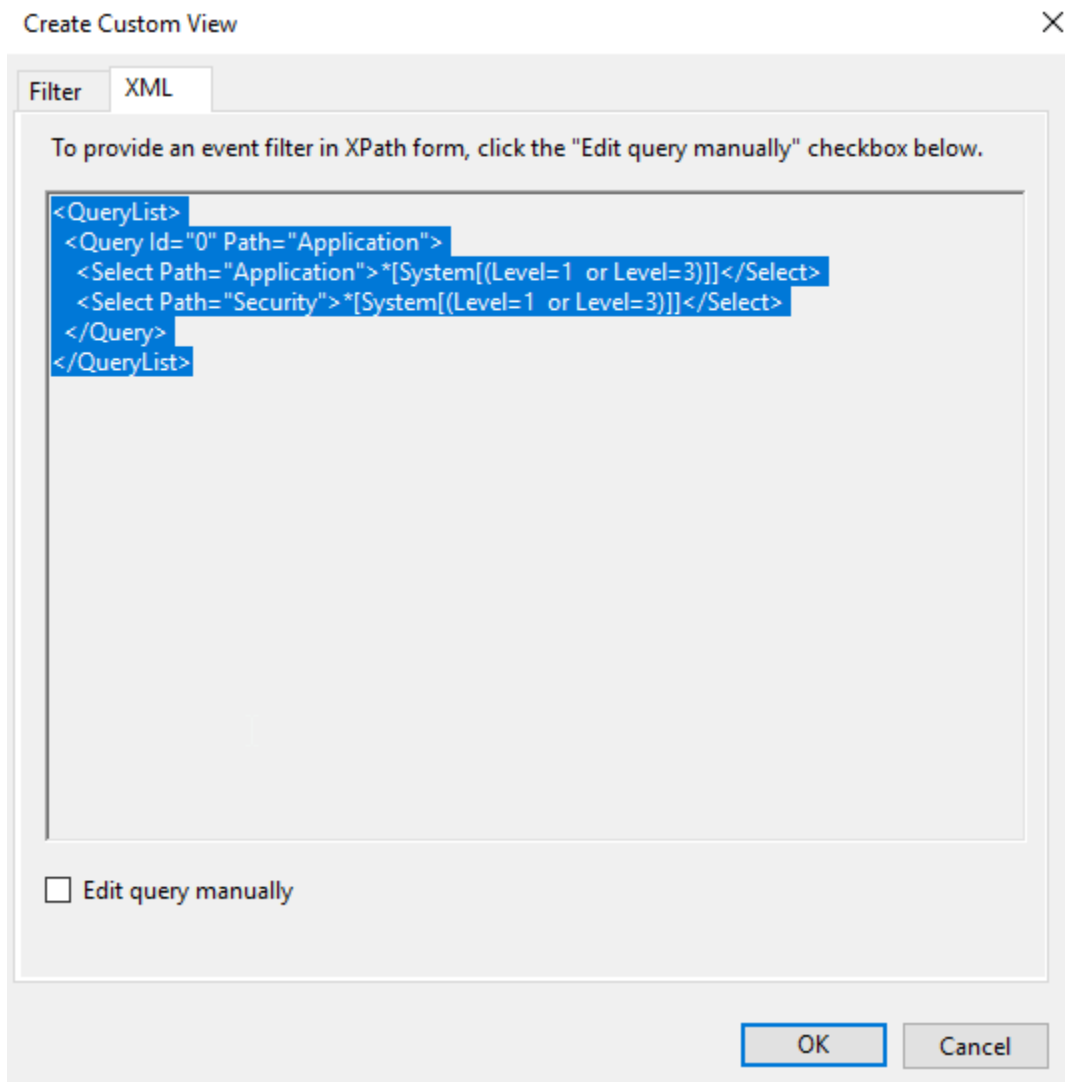 Create Custom View
Filter
XML
To provide an event filter in XPath form, click the "Edit query manually" checkbox below.
<QueryList>
  <Query Id="0" Path="Application">
    <Select Path="Application">*[System[(Level=1  or Level=3)]]</Select>
    <Select Path="Security">*[System[(Level=1  or Level=3)]]</Select>
  </Query>
</QueryList>
Edit query manually
OK
Cancel